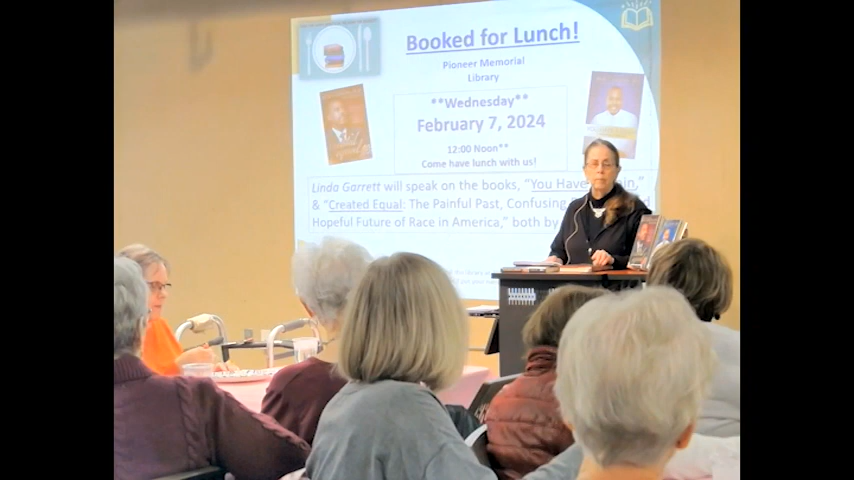 Booked for Lunch!
Pioneer Memorial
Library
**Wednesday**
February 7, 2024
12:00 Noon**
Come have lunch with us!
Linda Garrett will speak on the books, "You Have
& "Created Equal: The Painful Past, Confusing
Hopeful Future of Race in America," both by